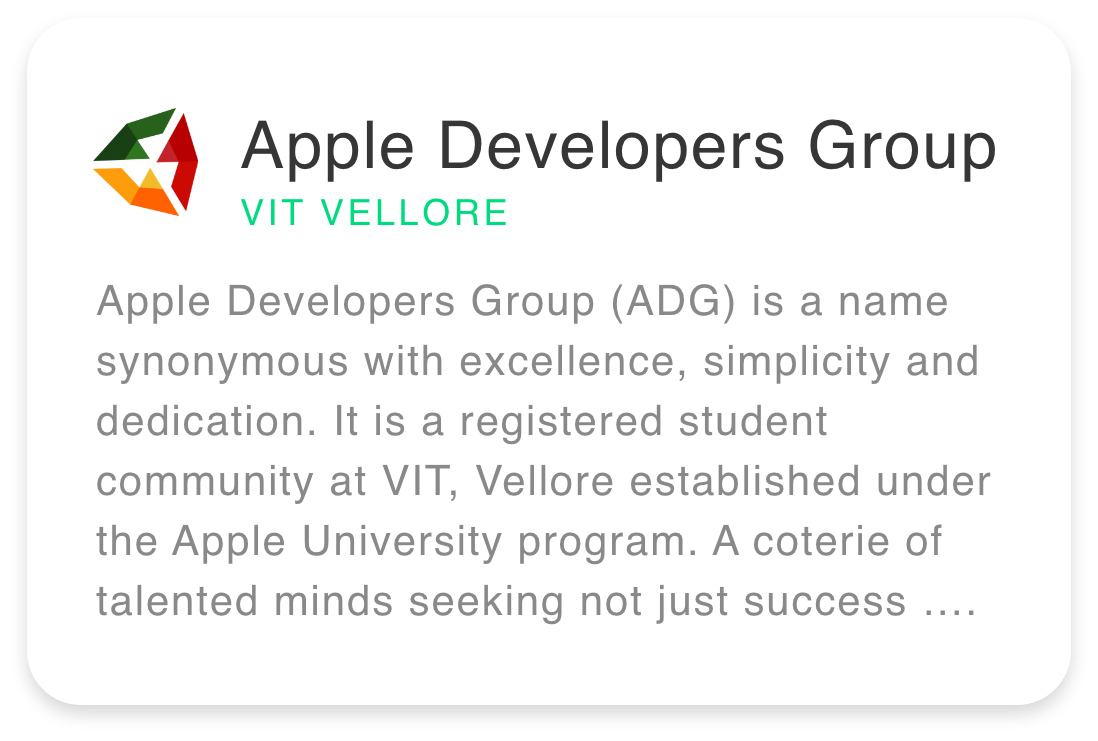 Apple Developers Group
VIT VELLORE
Apple Developers Group (ADG) is a name
synonymous with excellence, simplicity and
dedication. It is a registered student
community at VIT, Vellore established under
the Apple University program. A coterie of
talented minds seeking not just success ....